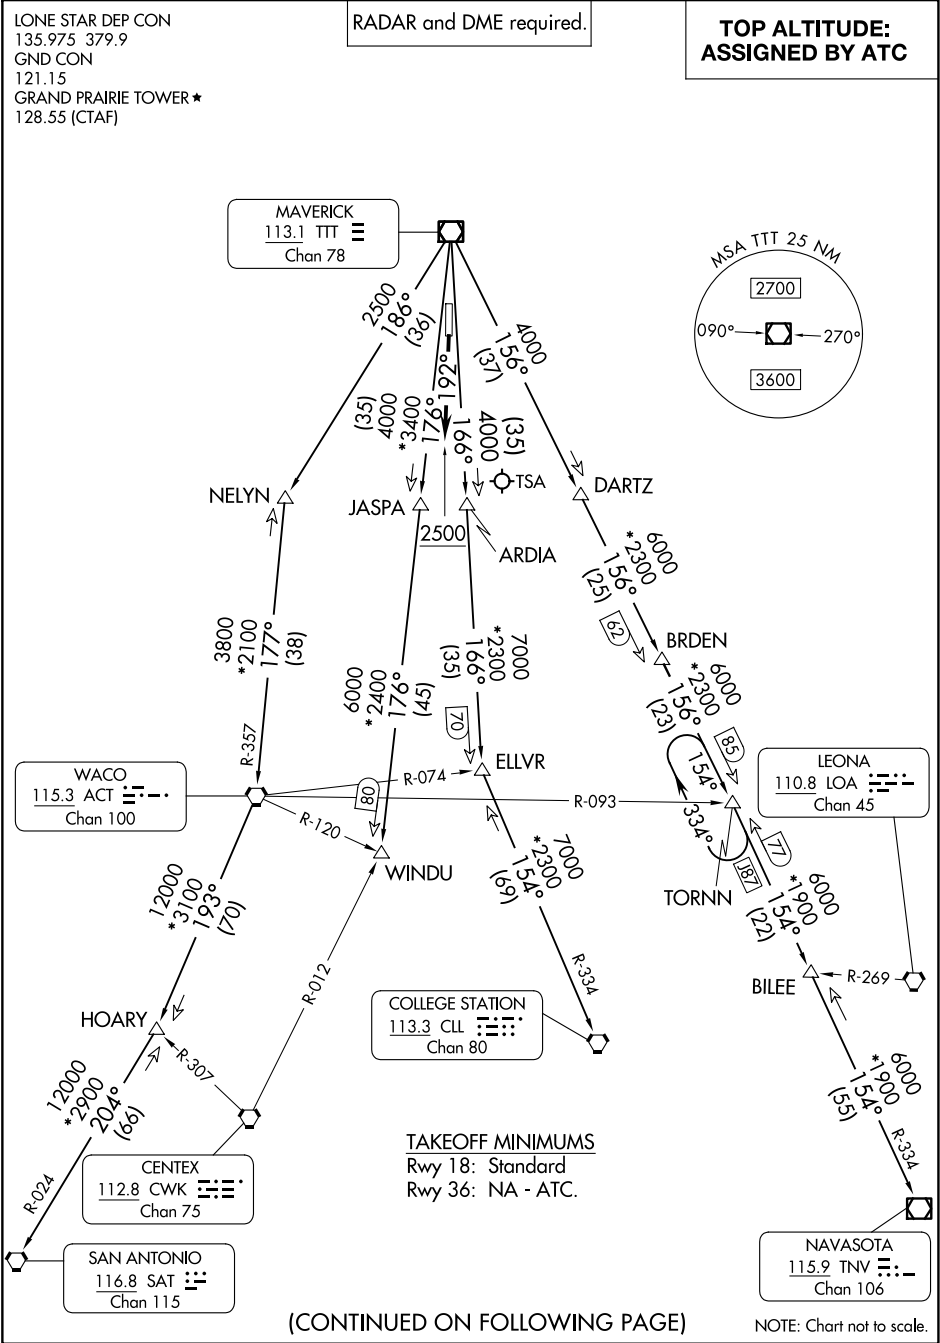 LONE STAR DEP CON
135.975 379.9
GND CON
121.15
GRAND PRAIRIE TOWER★
128.55 (CTAF)
RADAR and DME required.
TOP ALTITUDE:
ASSIGNED BY ATC
MAVERICK
113.1 TTT
Chan 78
MSA TTT 25 NM
2700
090°
270°
3600
2500
186°
(36)
(35)
4000
*3400
176°
192°
(35)
4000
166°
4000
156°
(37)
TSA
NELYN
JASPA
2500
ARDIA
DARTZ
6000
*2300
156°
(25)
62
BRDEN
3800
*2100
177°
(38)
6000
*2400
176°
(45)
7000
*2300
166°
(35)
70
6000
*2300
156°
(23)
85
R-357
WACO
115.3 ACT
Chan 100
R-074
ELLVR
80
R-093
R-120
WINDU
154°
334°
J87
77
TORNN
LEONA
110.8 LOA
Chan 45
12000
*3100
193°
(70)
7000
*2300
154°
(69)
6000
*1900
154°
(22)
R-012
R-334
BILEE
R-269
HOARY
R-307
COLLEGE STATION
113.3 CLL
Chan 80
12000
*2900
204°
(66)
6000
*1900
154°
(55)
R-334
R-024
CENTEX
112.8 CWK
Chan 75
TAKEOFF MINIMUMS
Rwy 18: Standard
Rwy 36: NA - ATC.
SAN ANTONIO
116.8 SAT
Chan 115
NAVASOTA
115.9 TNV
Chan 106
(CONTINUED ON FOLLOWING PAGE)
NOTE: Chart not to scale.